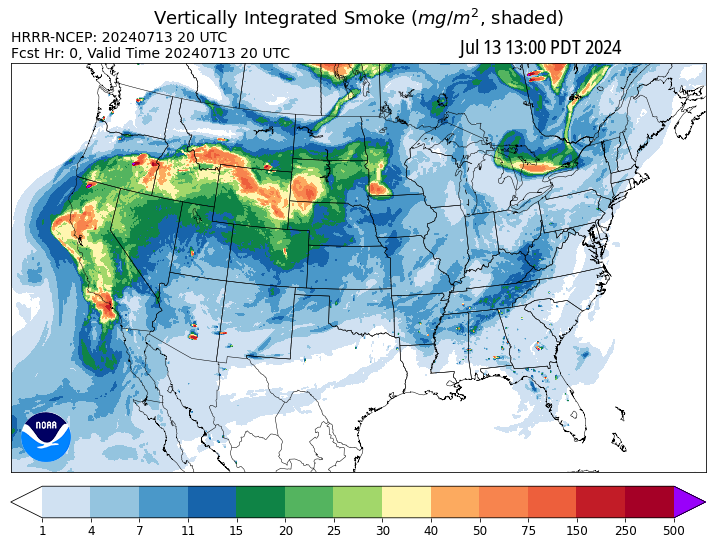 Vertically Integrated Smoke (mg/m², shaded)
HRRR-NCEP: 20240713 20 UTC
Fcst Hr: 0, Valid Time 20240713 20 UTC
Jul 13 13:00 PDT 2024
NOAA
1 4 7 11 15 20 25 30 40 50 75 150 250 500